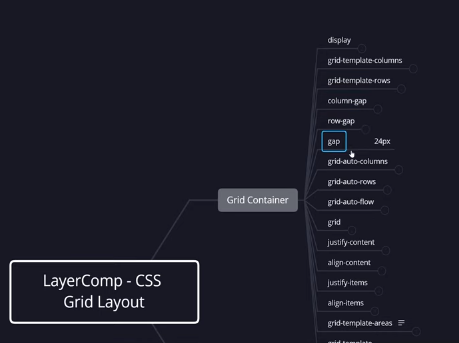 display
grid-template-columns
grid-template-rows
column-gap
row-gap
gap 24px
grid-auto-columns
grid-auto-rows
Grid Container
grid-auto-flow
grid
justify-content
align-content
LayerComp - CSS
Grid Layout
justify-items
align-items
grid-template-areas
grid-template